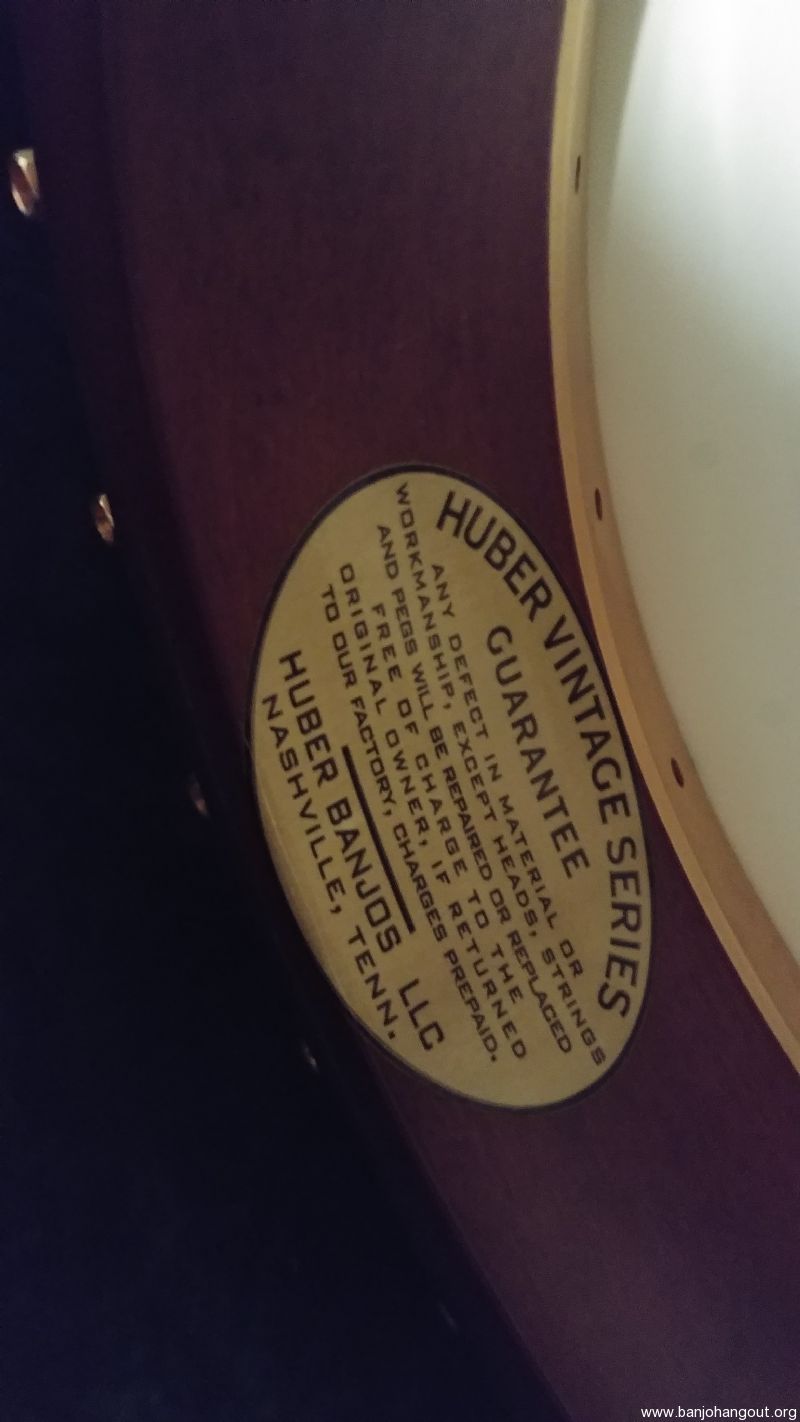 HUBER VINTAGE SERIES
GUARANTEE
ANY DEFECT IN MATERIAL OR
WORKMANSHIP, EXCEPT HEADS, STRINGS
AND PEGS WILL BE REPAIRED OR REPLACED
FREE OF CHARGE TO THE
ORIGINAL OWNER, IF RETURNED
TO OUR FACTORY, CHARGES PREPAID.
HUBER BANJOS LLC
NASHVILLE, TENN.
www.banjohangout.org